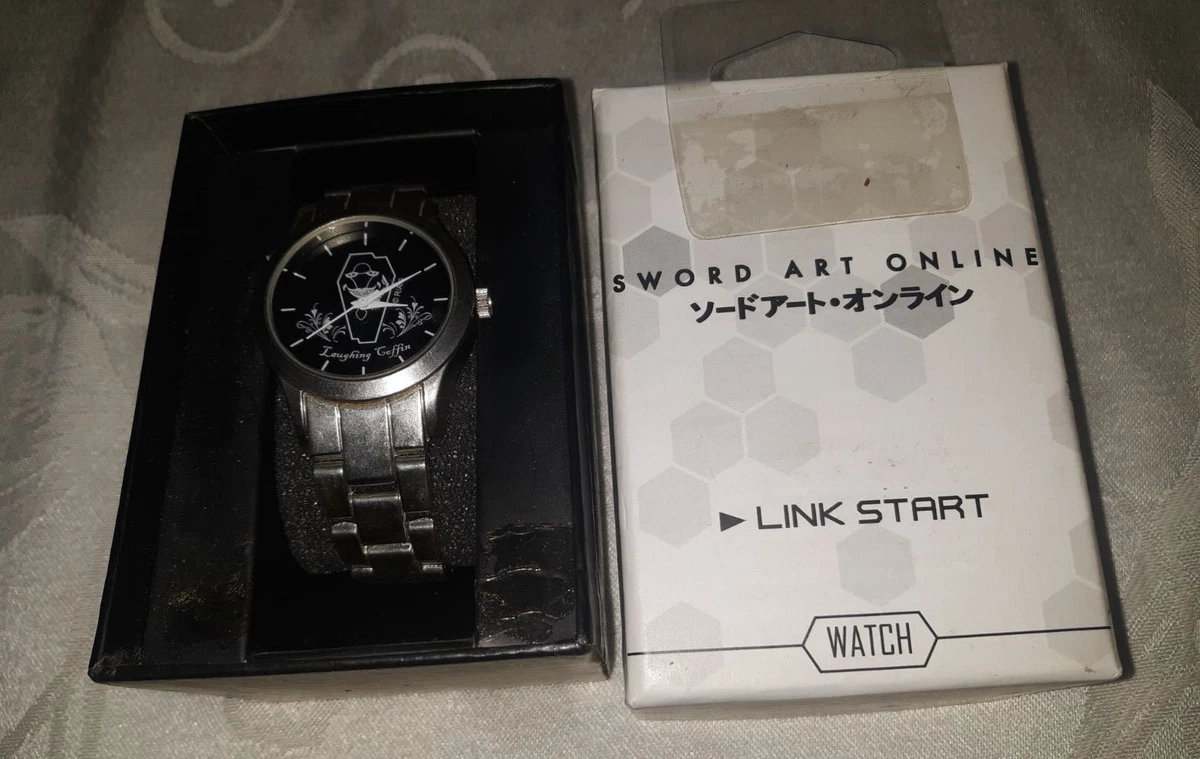 Laughing Coffin
SWORD ART ONLINE
ソードアート・オンライン
▶ LINK START
WATCH